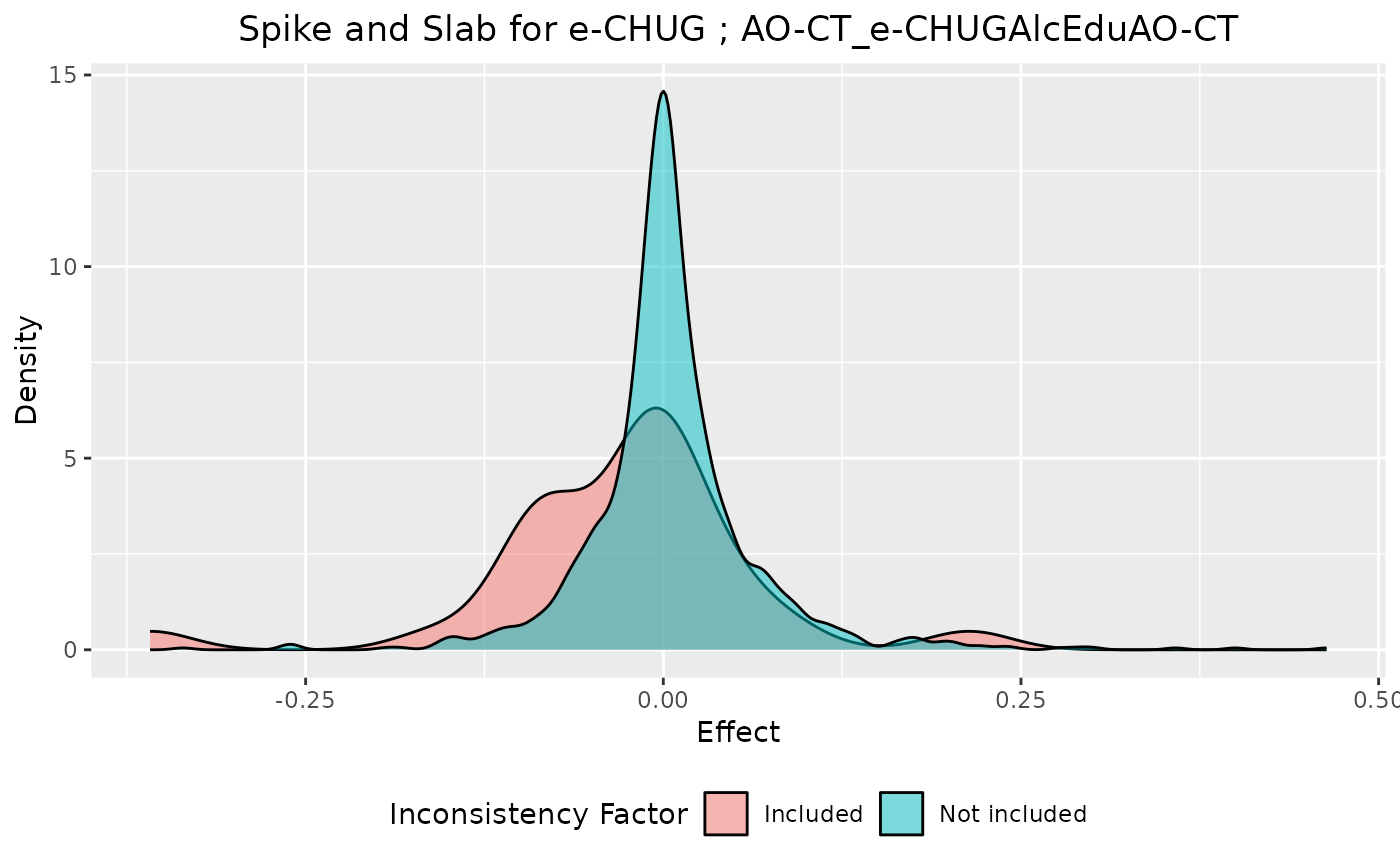 Spike and Slab for e-CHUG ; AO-CT_e-CHUGAlcEduAO-CT
15
10
5
0
Density
-0.25 0.00 0.25 0.50
Effect
Inconsistency Factor Included Not included